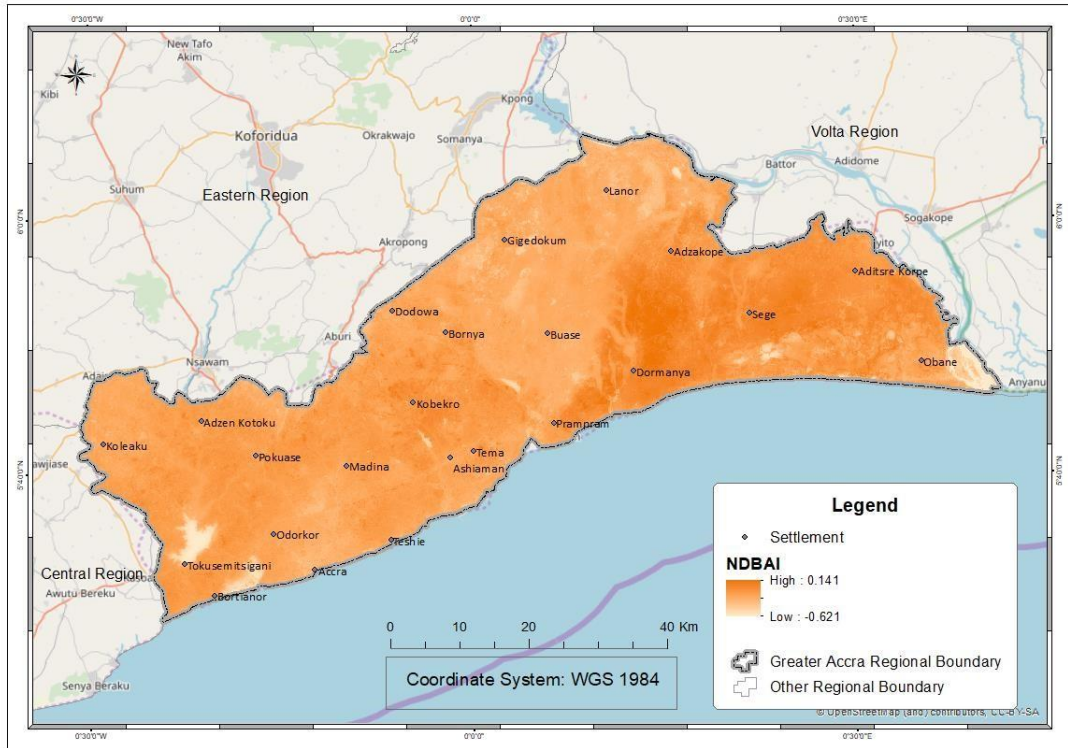 0°30'0"W
0°0'0"
0°30'0"E
New Tafo
Akim
Kibi
Kpong
Koforidua
Okrakwajo
Somanya
Volta Region
Battor
Adidome
Suhum
Eastern Region
Lanor
6°0'0"N
6°0'0"N
Sogakope
Akropong
Gigedokum
Adzakope
Aditsre Korpe
Dodowa
Sege
Bornya
Buase
Aburi
Nsawam
Obane
Dormanya
Anyanu
Kobekro
Adzen Kotoku
Prampram
Koleaku
Pokuase
Tema
Madina
Ashiaman
5°40'0"N
5°40'0"N
Legend
Settlement
Odorkor
Teshie
NDBAI
Tokusemitsigani
Accra
Central Region
High : 0.141
Awutu Bereku
Bortianor
Low : -0.621
0 10 20 40 Km
Greater Accra Regional Boundary
Coordinate System: WGS 1984
Senya Beraku
Other Regional Boundary
© OpenStreetMap (and) contributors, CC-BY-SA
0°30'0"W
0°0'0"
0°30'0"E